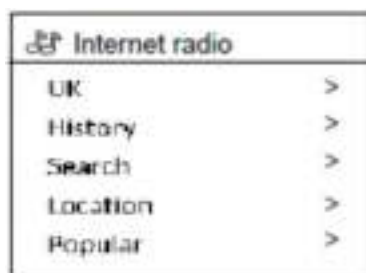 Internet radio
UK >
History >
Search >
Location >
Popular >